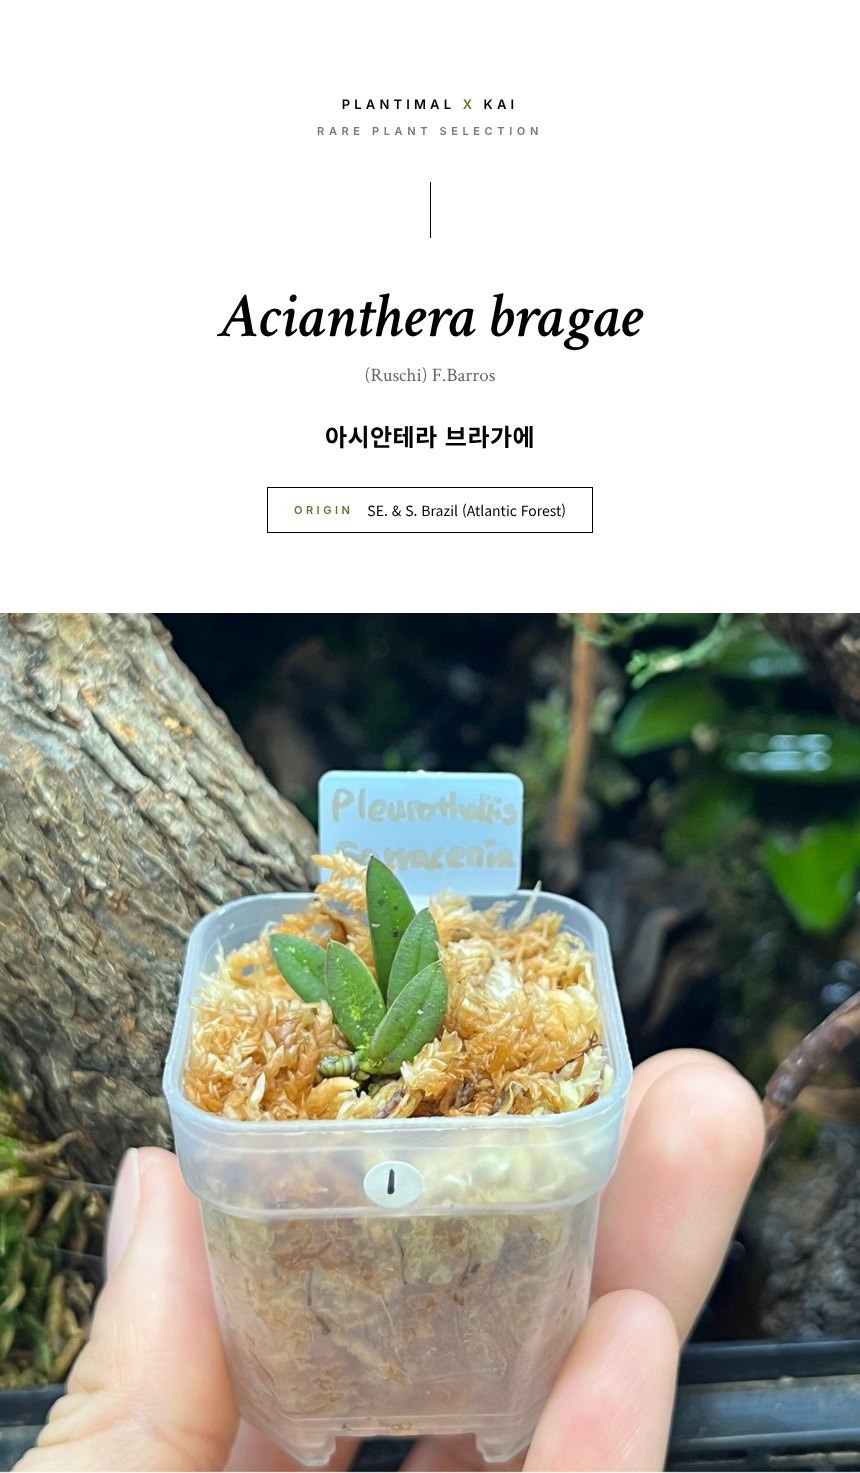 PLANTIMAL X KAI
RARE PLANT SELECTION
Acianthera bragae
(Ruschi) F.Barros
아시안테라 브라가에
ORIGIN SE. & S. Brazil (Atlantic Forest)
Pleurothallis
Sarracenia
1